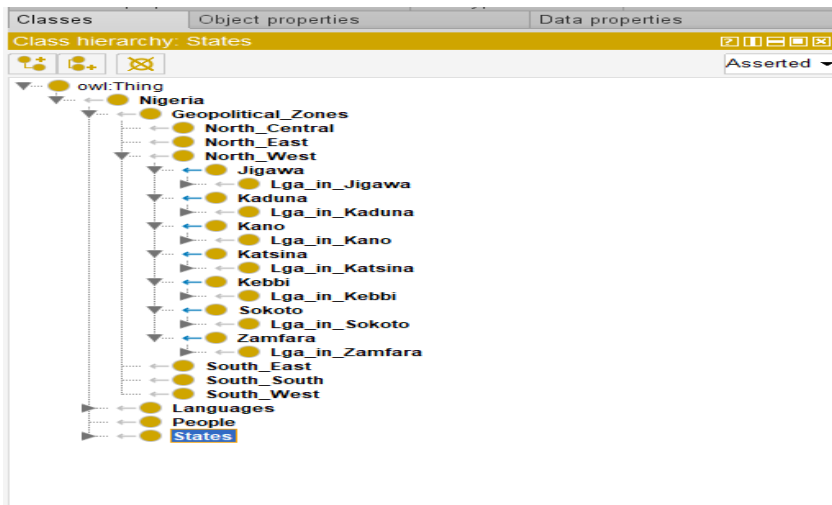 Classes Object properties Data properties
Class hierarchy: States
Asserted
owl:Thing
Nigeria
Geopolitical_Zones
North_Central
North_East
North_West
Jigawa
Lga_in_Jigawa
Kaduna
Lga_in_Kaduna
Kano
Lga_in_Kano
Katsina
Lga_in_Katsina
Kebbi
Lga_in_Kebbi
Sokoto
Lga_in_Sokoto
Zamfara
Lga_in_Zamfara
South_East
South_South
South_West
Languages
People
States